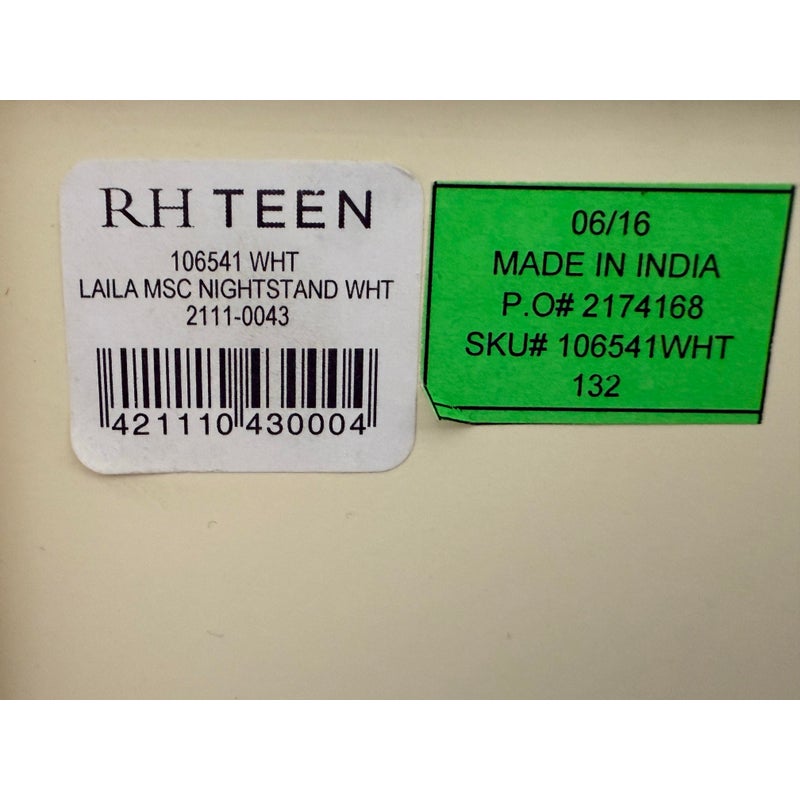 RH TEEN
106541 WHT
LAILA MSC NIGHTSTAND WHT
2111-0043
421110 430004
06/16
MADE IN INDIA
P.O# 2174168
SKU# 106541WHT
132